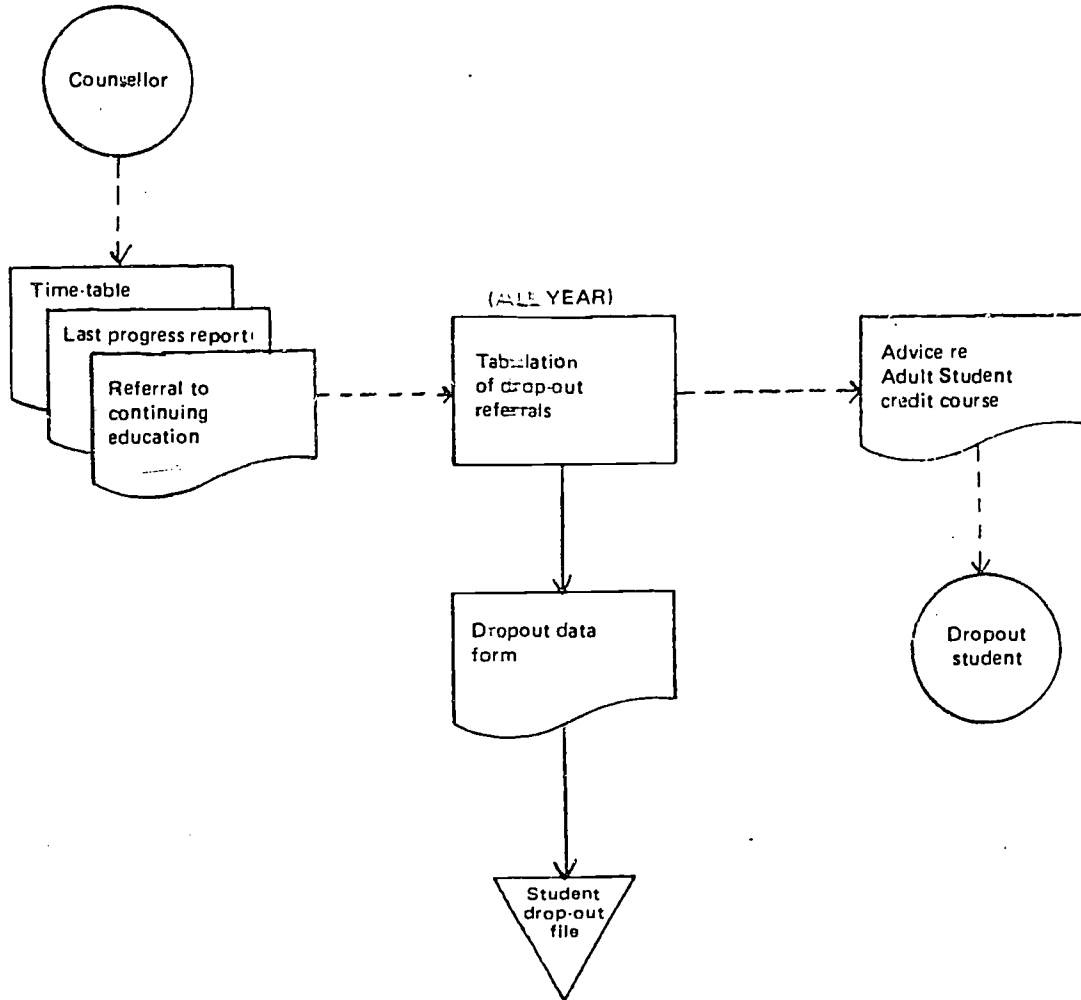 Counsellor
Time-table
Last progress report
Referral to
continuing
education
(ALL YEAR)
Tabulation
of drop-out
referrals
Advice re
Adult Student
credit course
Dropout data
form
Dropout
student
Student
drop-out
file